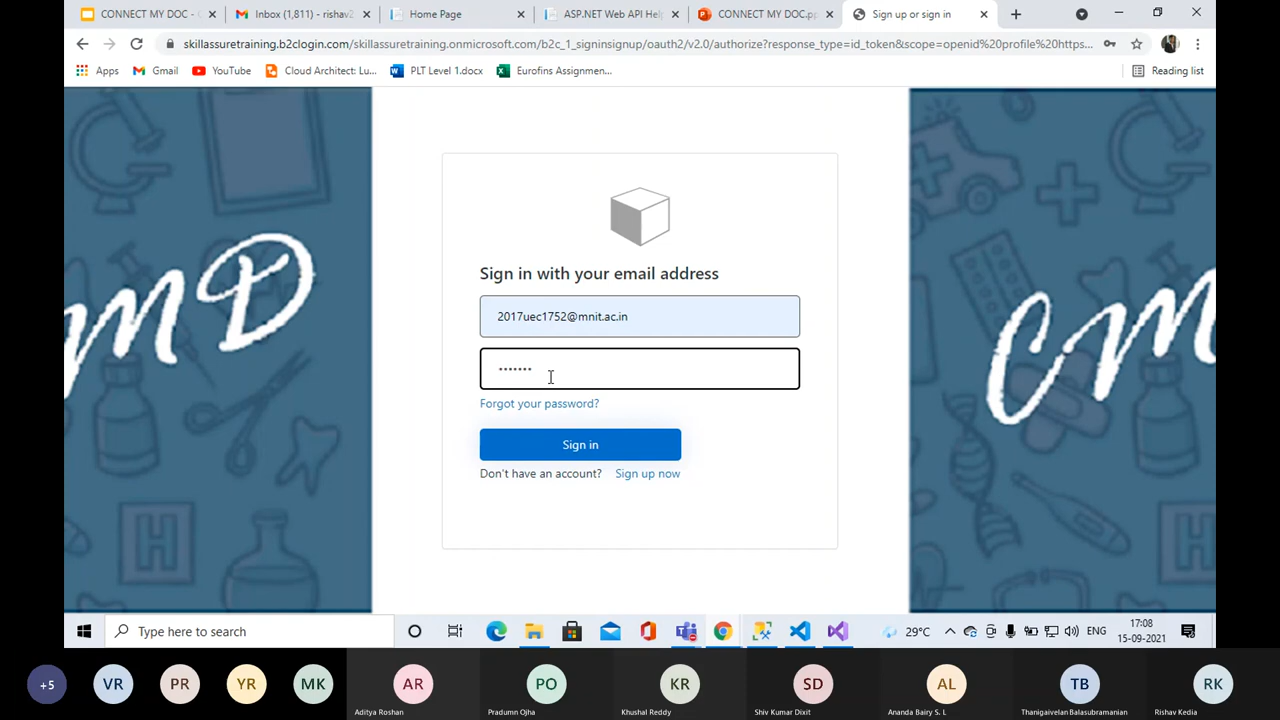 CONNECT MY DOC -
Inbox (1,811) - rishav2
Home Page
ASP.NET Web API Hel
CONNECT MY DOC.pp
Sign up or sign in
skillassuretraining.b2clogin.com/skillassuretraining.onmicrosoft.com/b2c_1_signinsignup/oauth2/v2.0/authorize?response_type=id_token&scope=openid%20profile%20https...
Apps
Gmail
YouTube
Cloud Architect: Lu...
PLT Level 1.docx
Eurofins Assignmen...
Reading list
CMD
CM
H
H
Sign in with your email address
2017uec1752@mnit.ac.in
•••••••
Forgot your password?
Sign in
Don't have an account? Sign up now
Type here to search
29°C
ENG
17:08
15-09-2021
+5
VR
PR
YR
MK
AR
Aditya Roshan
PO
Pradumn Ojha
KR
Khushal Reddy
SD
Shiv Kumar Dixit
AL
Ananda Bairy S. L
TB
Thanigaivelan Balasubramanian
RK
Rishav Kedia